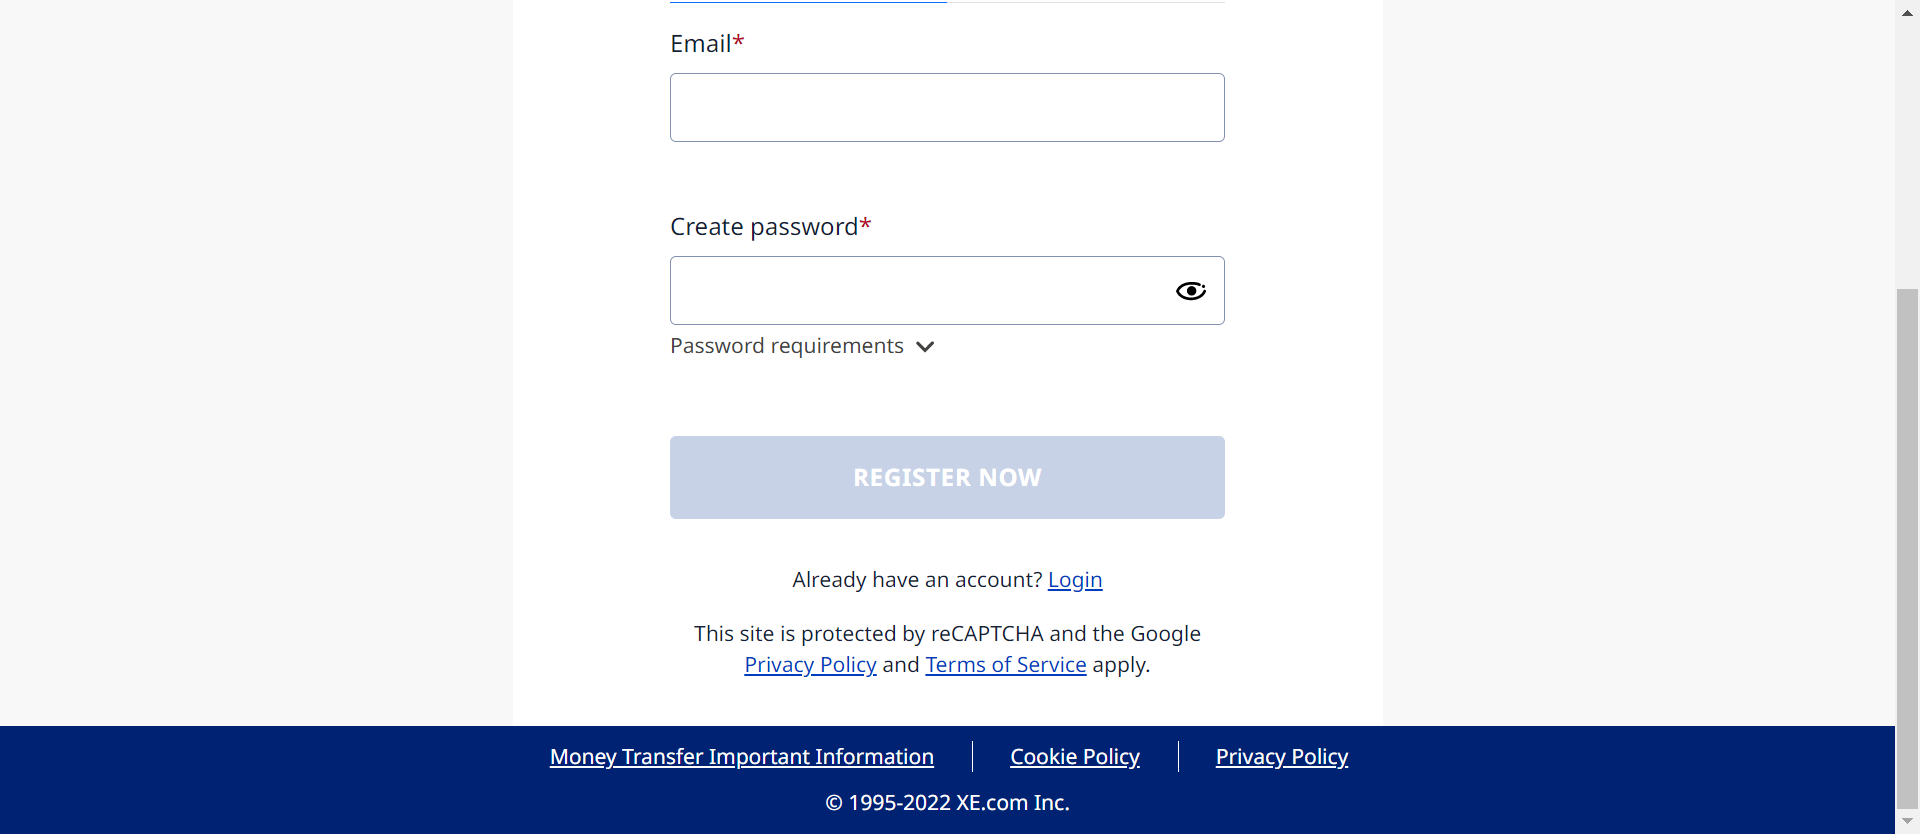 Email*
Create password*
Password requirements
REGISTER NOW
Already have an account? Login
This site is protected by reCAPTCHA and the Google
Privacy Policy and Terms of Service apply.
Money Transfer Important Information
Cookie Policy
Privacy Policy
© 1995-2022 XE.com Inc.